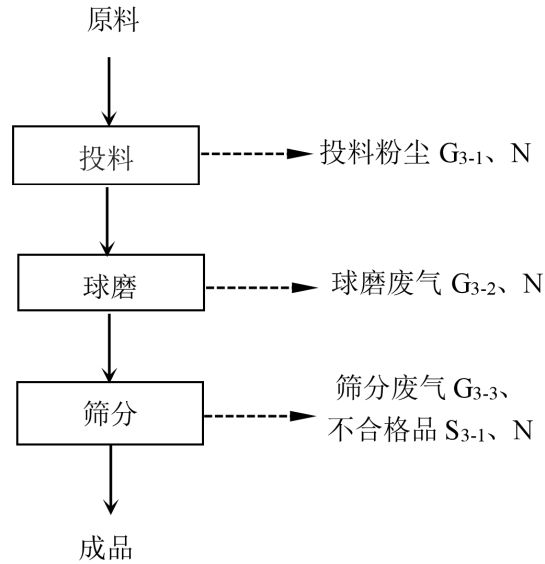 原料
投料
投料粉尘 G3-1、N
球磨
球磨废气 G3-2、N
筛分
筛分废气 G3-3、
不合格品 S3-1、N
成品